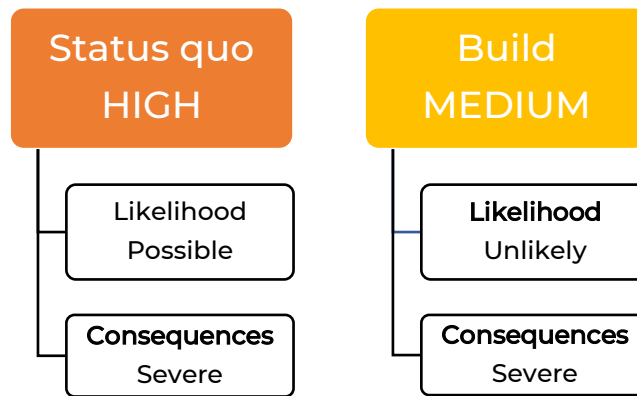 Status quo
HIGH
Likelihood
Possible
Consequences
Severe
Build
MEDIUM
Likelihood
Unlikely
Consequences
Severe